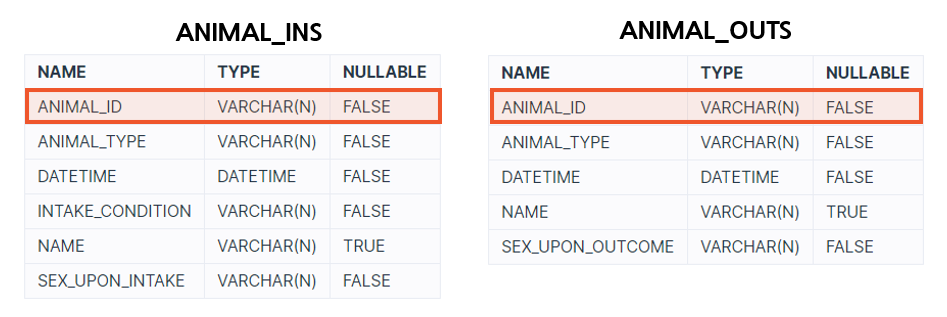 ANIMAL_INS
NAME TYPE NULLABLE
ANIMAL_ID VARCHAR(N) FALSE
ANIMAL_TYPE VARCHAR(N) FALSE
DATETIME DATETIME FALSE
INTAKE_CONDITION VARCHAR(N) FALSE
NAME VARCHAR(N) TRUE
SEX_UPON_INTAKE VARCHAR(N) FALSE
ANIMAL_OUTS
NAME TYPE NULLABLE
ANIMAL_ID VARCHAR(N) FALSE
ANIMAL_TYPE VARCHAR(N) FALSE
DATETIME DATETIME FALSE
NAME VARCHAR(N) TRUE
SEX_UPON_OUTCOME VARCHAR(N) FALSE